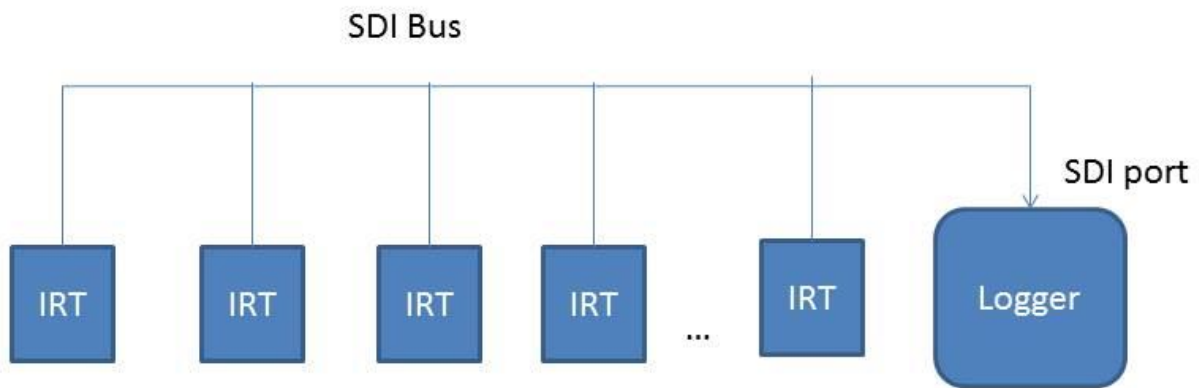 SDI Bus
SDI port
IRT
IRT
IRT
IRT
...
IRT
Logger